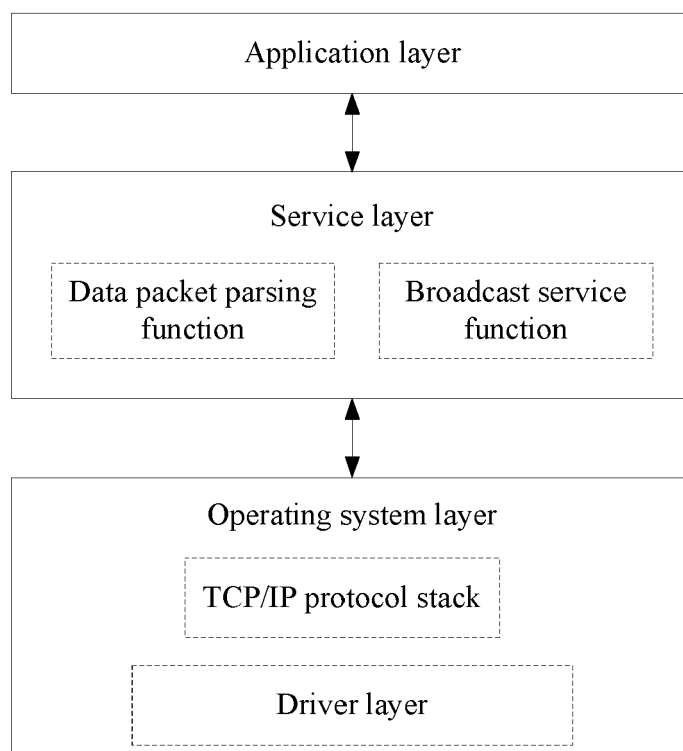 Application layer
Service layer
Data packet parsing
function
Broadcast service
function
Operating system layer
TCP/IP protocol stack
Driver layer